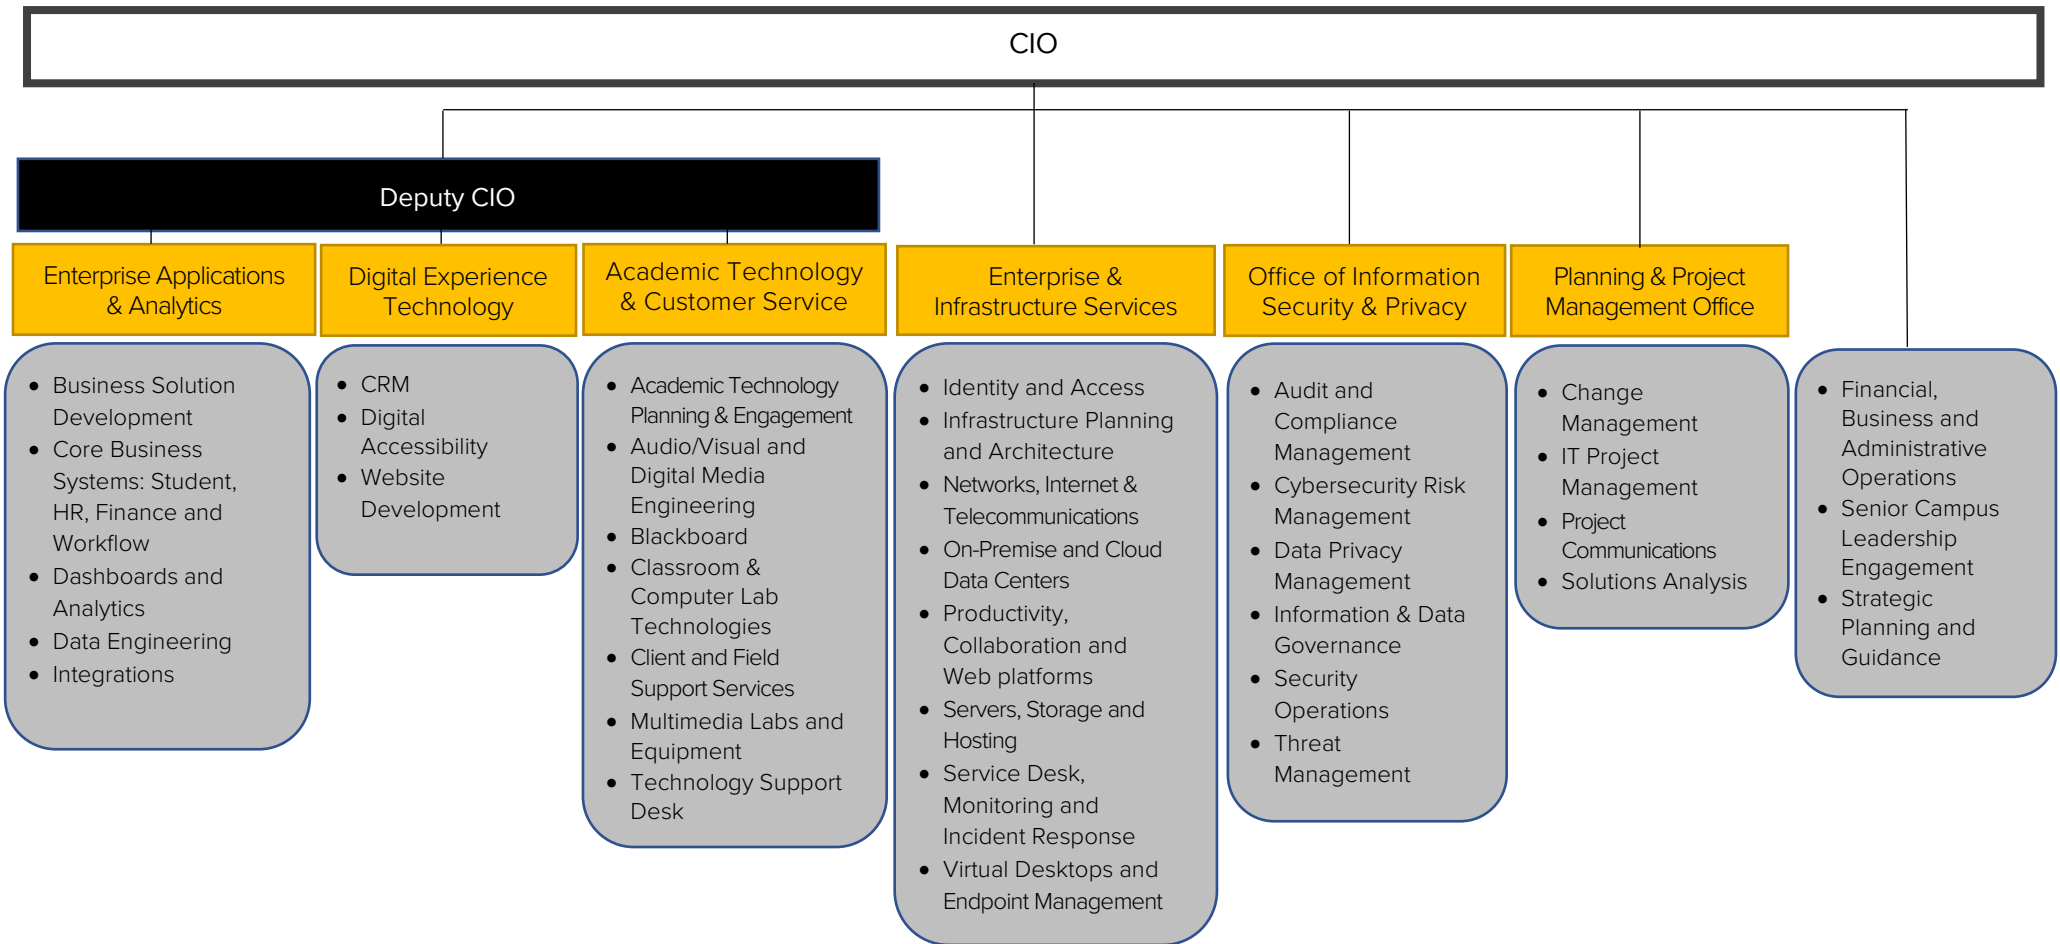 CIO
Deputy CIO
Enterprise Applications
& Analytics
• Business Solution
Development
• Core Business
Systems: Student,
HR, Finance and
Workflow
• Dashboards and
Analytics
• Data Engineering
• Integrations
Digital Experience
Technology
• CRM
• Digital
Accessibility
• Website
Development
Academic Technology
& Customer Service
• Academic Technology
Planning & Engagement
• Audio/Visual and
Digital Media
Engineering
• Blackboard
• Classroom &
Computer Lab
Technologies
• Client and Field
Support Services
• Multimedia Labs and
Equipment
• Technology Support
Desk
Enterprise &
Infrastructure Services
• Identity and Access
• Infrastructure Planning
and Architecture
• Networks, Internet &
Telecommunications
• On-Premise and Cloud
Data Centers
• Productivity,
Collaboration and
Web platforms
• Servers, Storage and
Hosting
• Service Desk,
Monitoring and
Incident Response
• Virtual Desktops and
Endpoint Management
Office of Information
Security & Privacy
• Audit and
Compliance
Management
• Cybersecurity Risk
Management
• Data Privacy
Management
• Information & Data
Governance
• Security
Operations
• Threat
Management
Planning & Project
Management Office
• Change
Management
• IT Project
Management
• Project
Communications
• Solutions Analysis
• Financial,
Business and
Administrative
Operations
• Senior Campus
Leadership
Engagement
• Strategic
Planning and
Guidance